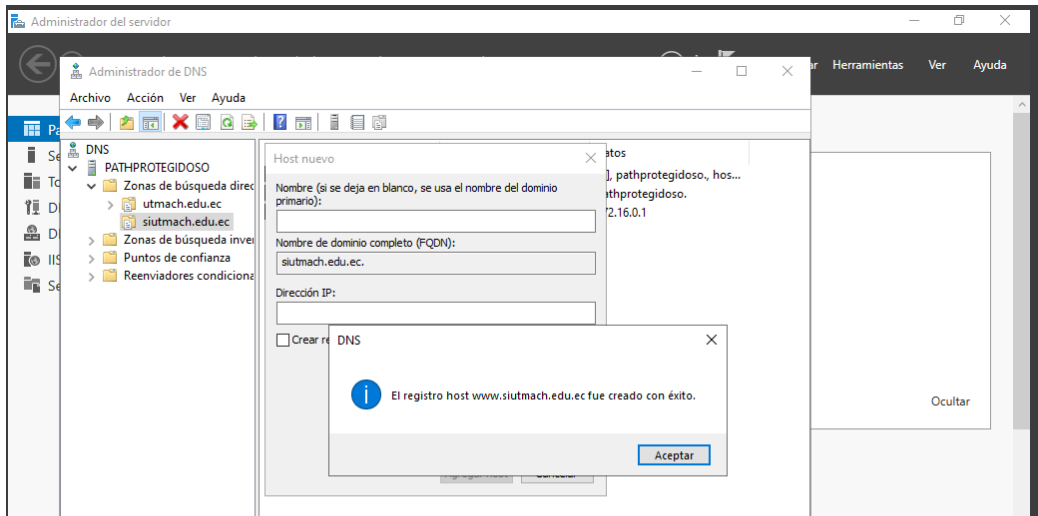 Administrador del servidor
Herramientas Ver Ayuda
Administrador de DNS
Archivo Acción Ver Ayuda
DNS
PATHPROTEGIDOSO
Zonas de búsqueda direc
utmach.edu.ec
siutmach.edu.ec
Zonas de búsqueda inver
Puntos de confianza
Reenviadores condiciona
Host nuevo
Nombre (si se deja en blanco, se usa el nombre del dominio
primario):
Nombre de dominio completo (FQDN):
siutmach.edu.ec.
Dirección IP:
Crear re
atos
], pathprotegidoso., hos...
athprotegidoso.
72.16.0.1
DNS
El registro host www.siutmach.edu.ec fue creado con éxito.
Aceptar
Ocultar